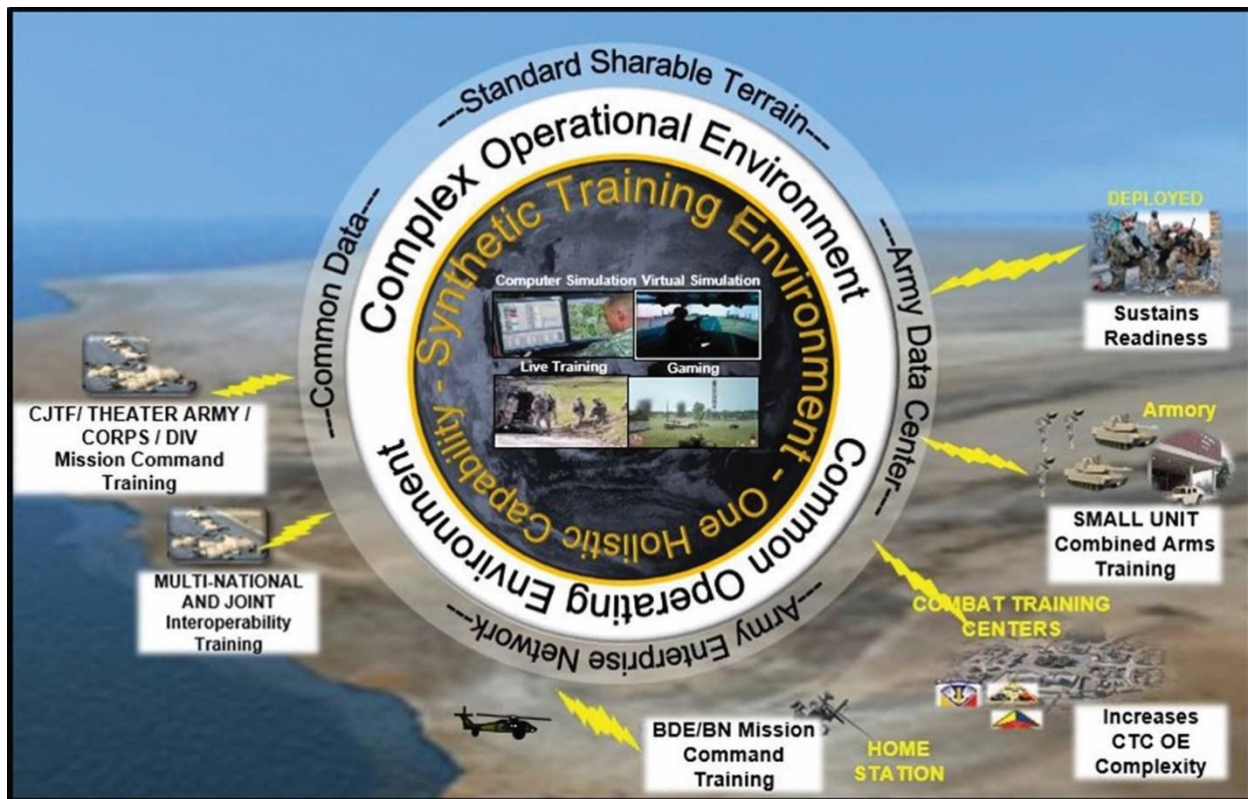 ---Standard Sharable Terrain---
---Common Data---
---Army Data Center---
---Army Enterprise Network---
Complex Operational Environment
Common Operating Environment
- Synthetic Training Environment - One Holistic Capability
Computer Simulation
Virtual Simulation
Live Training
Gaming
DEPLOYED
Sustains
Readiness
CJTF/ THEATER ARMY /
CORPS / DIV
Mission Command
Training
Armory
SMALL UNIT
Combined Arms
Training
MULTI-NATIONAL
AND JOINT
Interoperability
Training
COMBAT TRAINING
CENTERS
BDE/BN Mission
Command
Training
HOME
STATION
Increases
CTC OE
Complexity